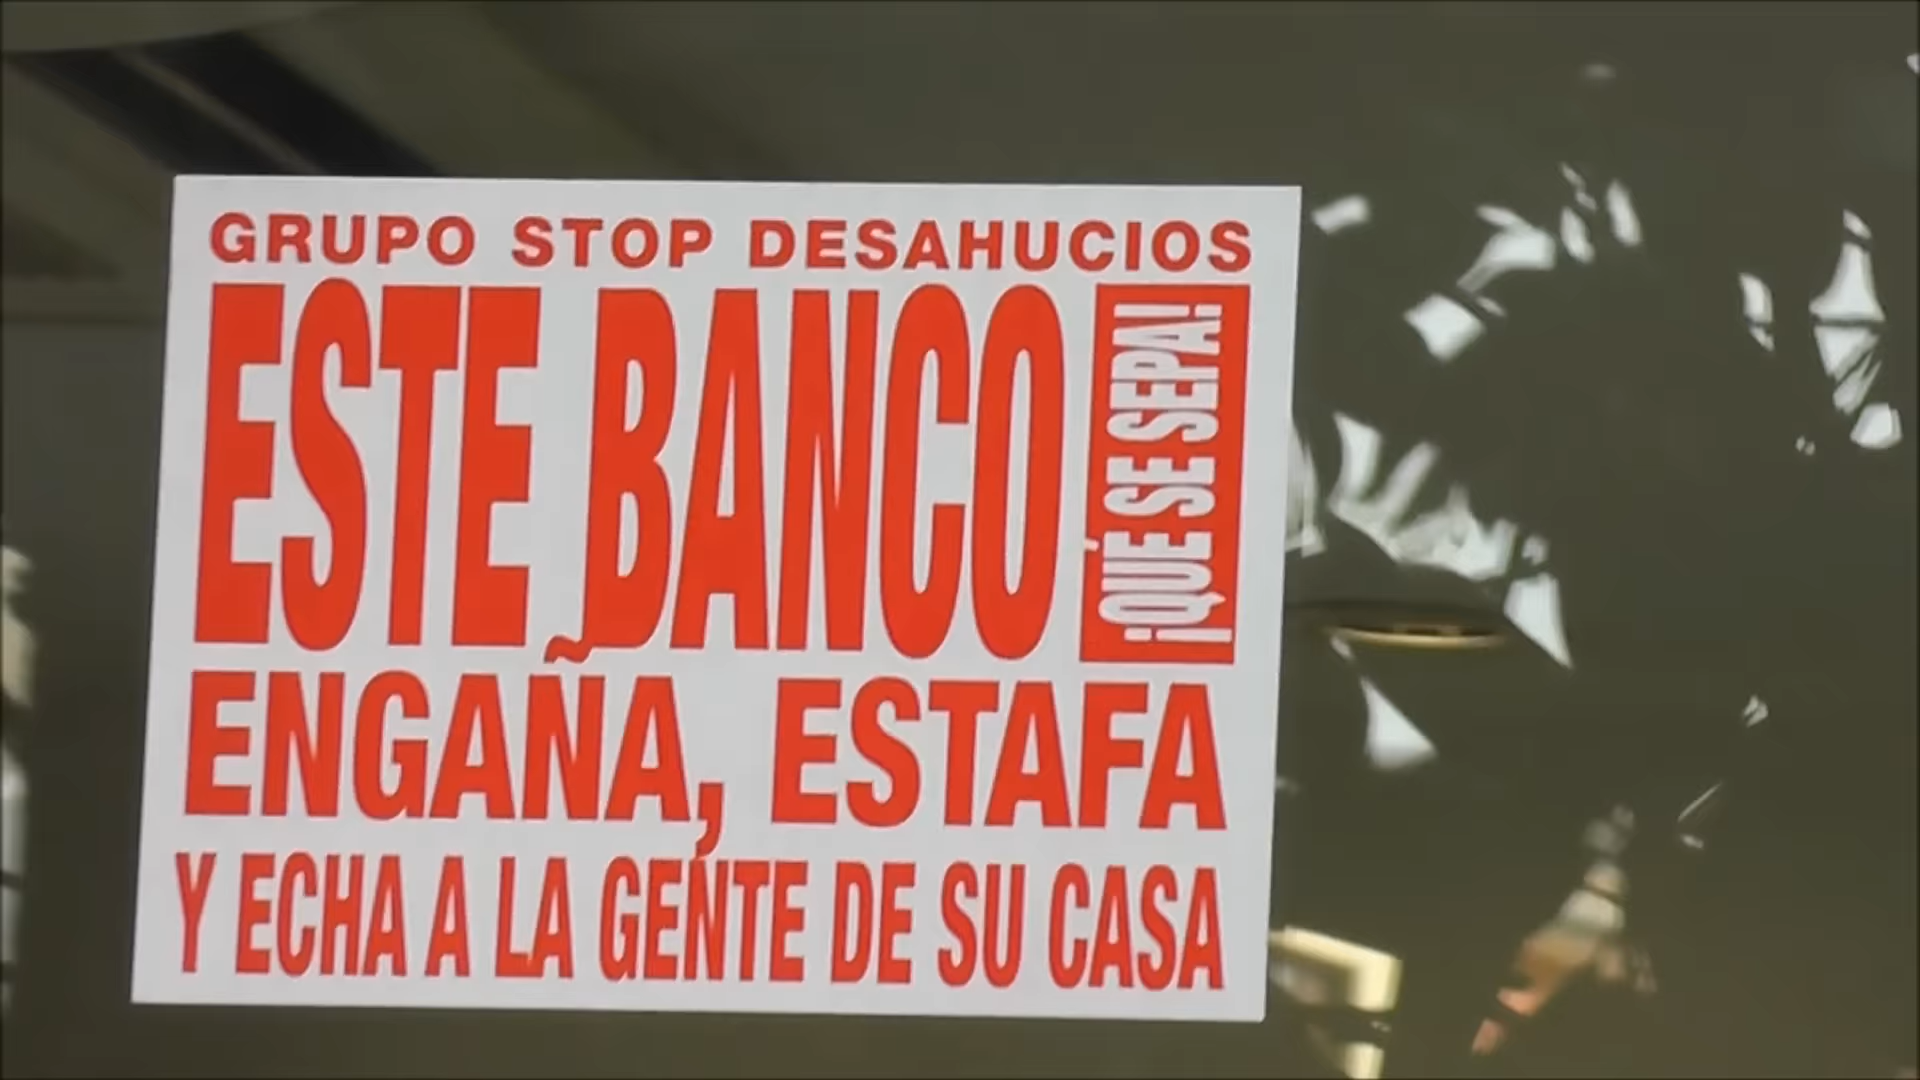 GRUPO STOP DESAHUCIOS
ESTE BANCO
¡QUE SE SEPA!
ENGAÑA, ESTAFA
Y ECHA A LA GENTE DE SU CASA